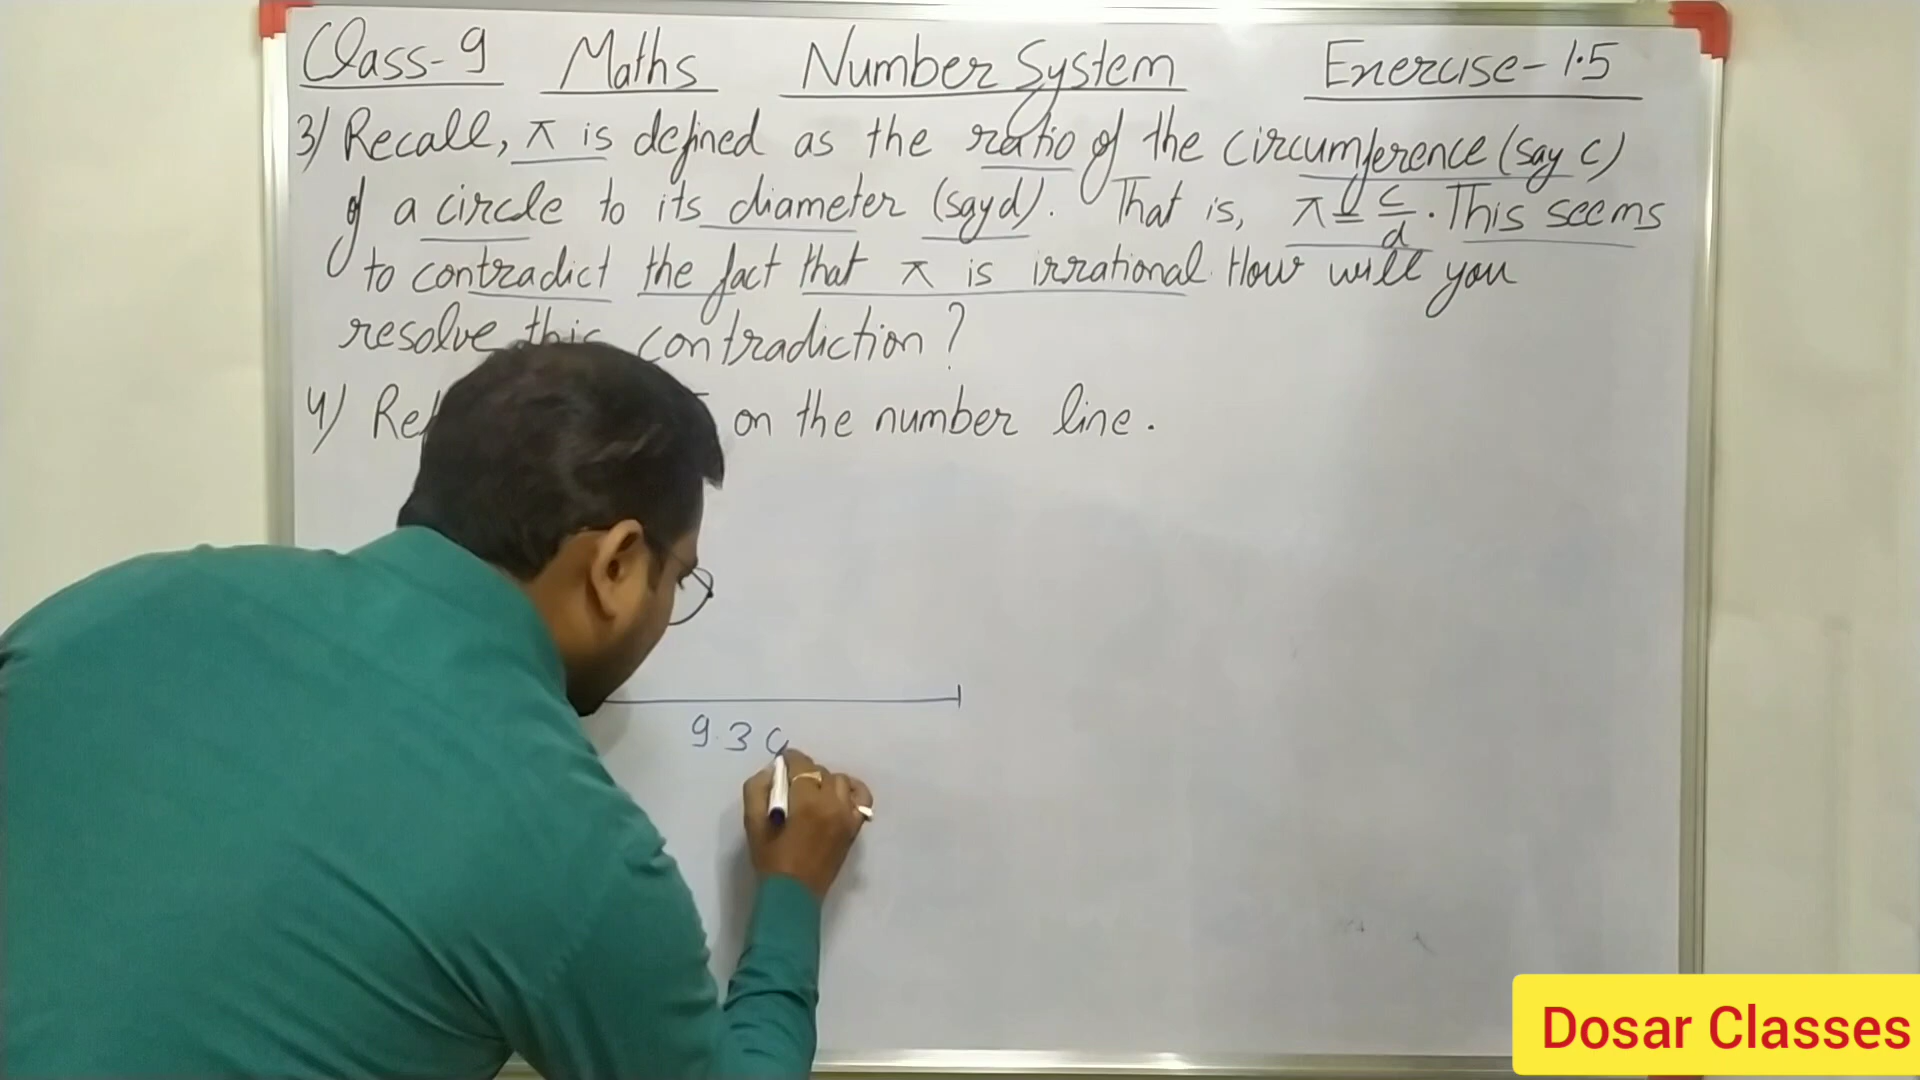 Class-9 Maths Number System Exercise-1.5
3) Recall, π is defined as the ratio of the circumference (say c)
of a circle to its diameter (say d). That is, π = c/d. This seems
to contradict the fact that π is irrational. How will you
resolve this contradiction?
4) on the number line.
9.3 c
Dosar Classes